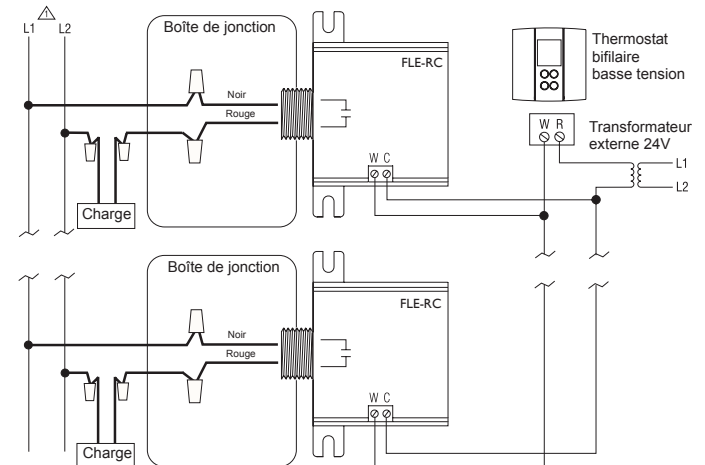 L1
L2
Boîte de jonction
FLE-RC
Noir
Rouge
W C
Charge
Thermostat
bifilaire
basse tension
W R
Transformateur
externe 24V
L1
L2
Boîte de jonction
FLE-RC
Noir
Rouge
W C
Charge